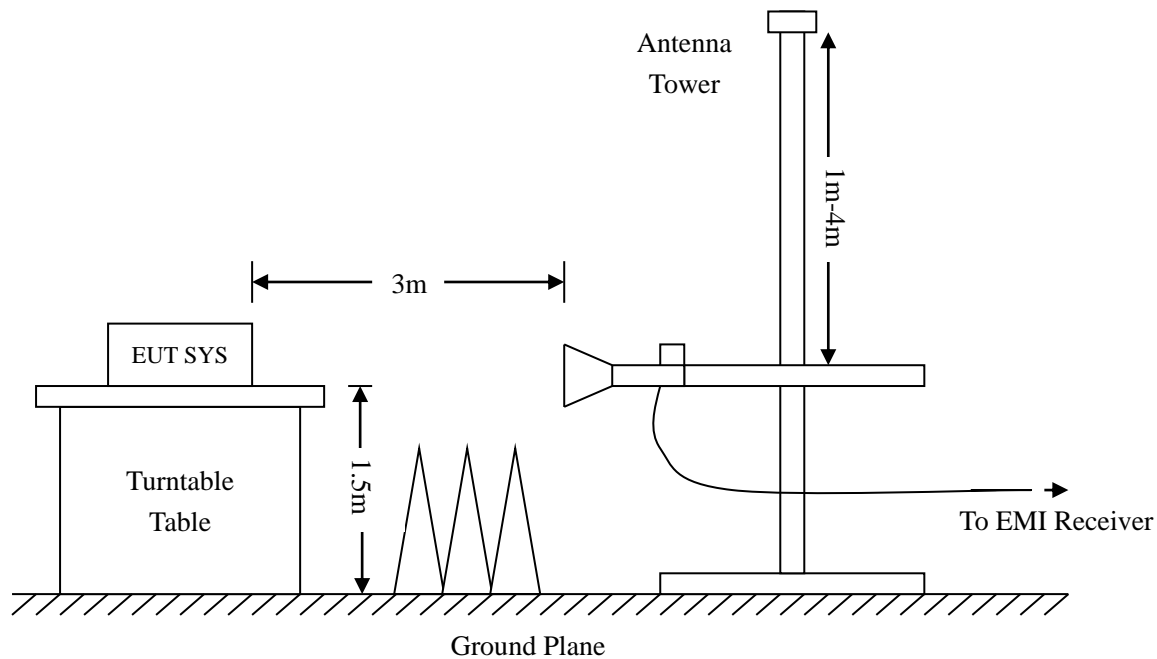 Antenna
Tower
1m-4m
3m
EUT SYS
1.5m
Turntable
Table
To EMI Receiver
Ground Plane